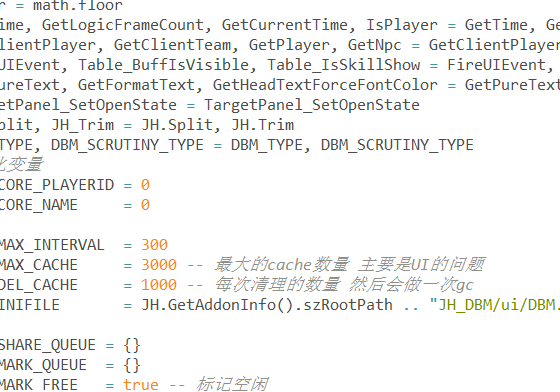 r = math.floor
ime, GetLogicFrameCount, GetCurrentTime, IsPlayer = GetTime, Ge
ClientPlayer, GetClientTeam, GetPlayer, GetNpc = GetClientPlayer
UIEvent, Table_BuffIsVisible, Table_IsSkillShow = FireUIEvent,
PureText, GetFormatText, GetHeadTextForceFontColor = GetPureText
etPanel_SetOpenState = TargetPanel_SetOpenState
Split, JH_Trim = JH.Split, JH.Trim
TYPE, DBM_SCRUTINY_TYPE = DBM_TYPE, DBM_SCRUTINY_TYPE
化变量
CORE_PLAYERID = 0
CORE_NAME = 0
MAX_INTERVAL = 300
MAX_CACHE = 3000 -- 最大的cache数量 主要是UI的问题
DEL_CACHE = 1000 -- 每次清理的数量 然后会做一次gc
INIFILE = JH.GetAddonInfo().szRootPath .. "JH_DBM/ui/DBM.
SHARE_QUEUE = {}
MARK_QUEUE = {}
MARK_FREE = true -- 标记空闲